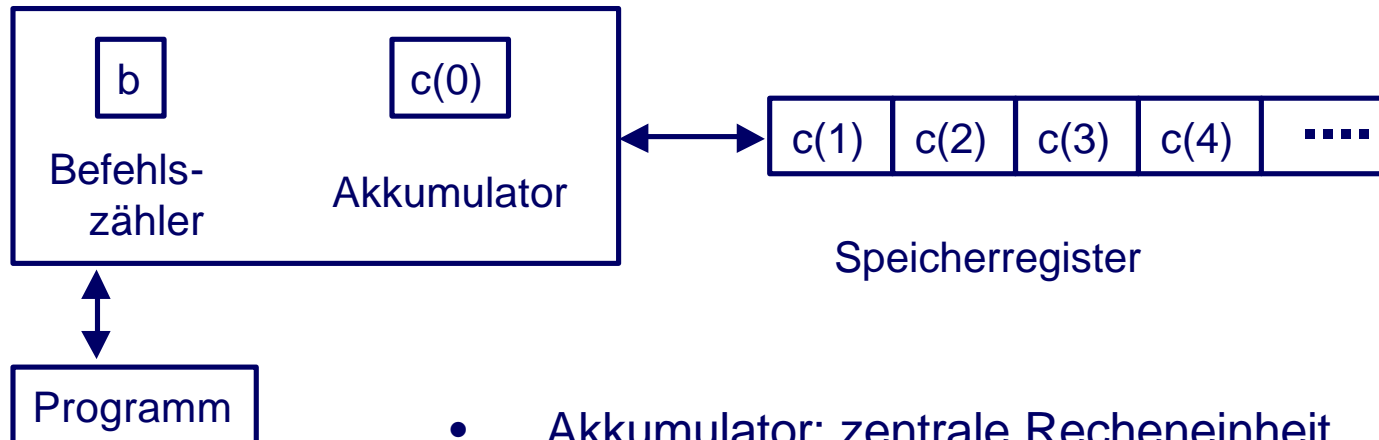 b
c(0)
Befehls-
zähler
Akkumulator
c(1) c(2) c(3) c(4) ....
Speicherregister
Programm
• Akkumulator: zentrale Recheneinheit